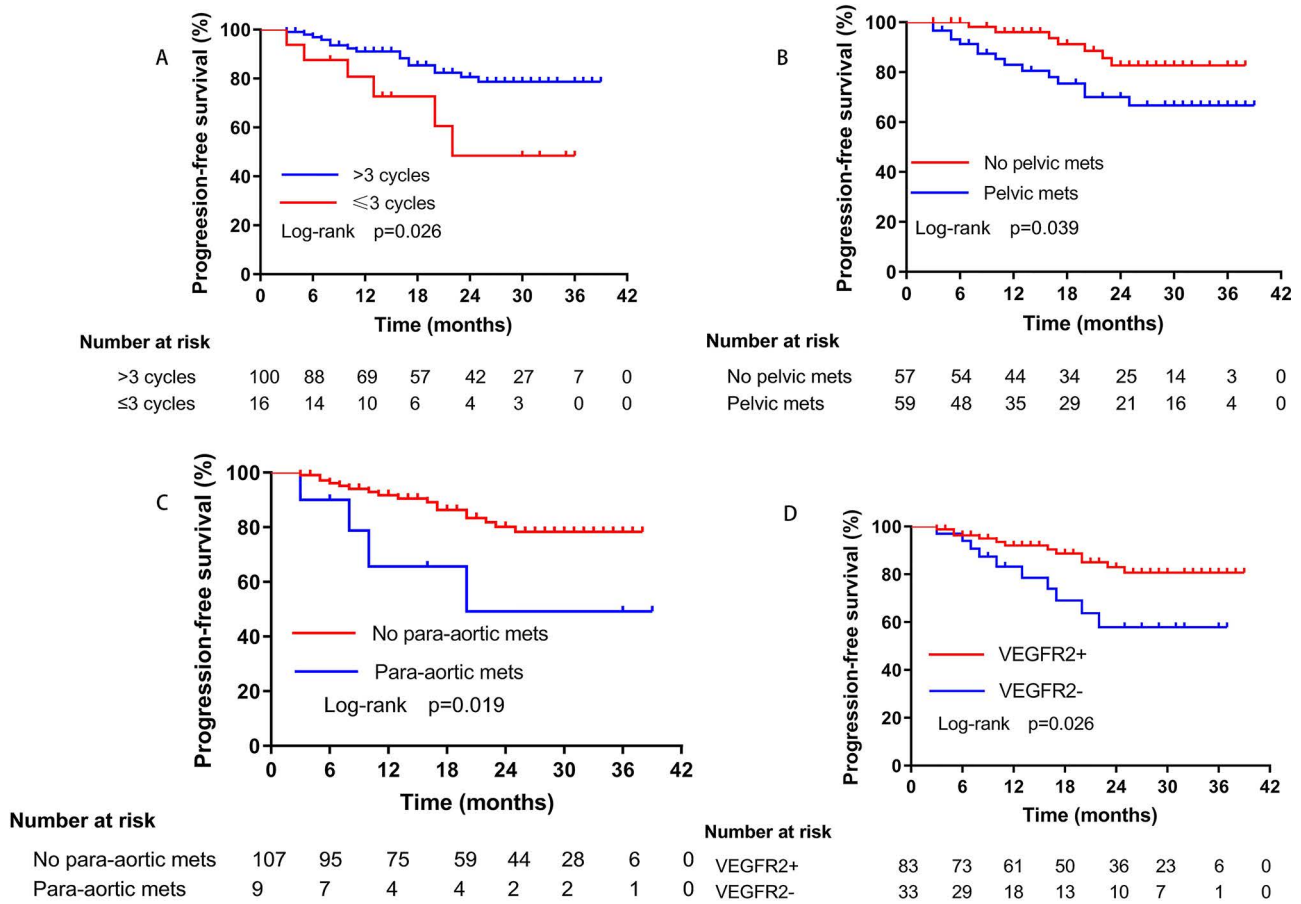 A
Progreesion-free survival (%)
100
80
60
40
20
0
>3 cycles
≤3 cycles
Log-rank p=0.026
0 6 12 18 24 30 36 42
Time (months)
Number at risk
>3 cycles 100 88 69 57 42 27 7 0
≤3 cycles 16 14 10 6 4 3 0 0
B
Progression-free survival (%)
100
80
60
40
20
0
No pelvic mets
Pelvic mets
Log-rank p=0.039
0 6 12 18 24 30 36 42
Time (months)
Number at risk
No pelvic mets 57 54 44 34 25 14 3 0
Pelvic mets 59 48 35 29 21 16 4 0
C
Progression-free survival (%)
100
80
60
40
20
0
No para-aortic mets
Para-aortic mets
Log-rank p=0.019
0 6 12 18 24 30 36 42
Time (months)
Number at risk
No para-aortic mets 107 95 75 59 44 28 6 0
Para-aortic mets 9 7 4 4 2 2 1 0
D
Progression-free survival (%)
100
80
60
40
20
0
VEGFR2+
VEGFR2-
Log-rank p=0.026
0 6 12 18 24 30 36 42
Time (months)
Number at risk
VEGFR2+ 83 73 61 50 36 23 6 0
VEGFR2- 33 29 18 13 10 7 1 0